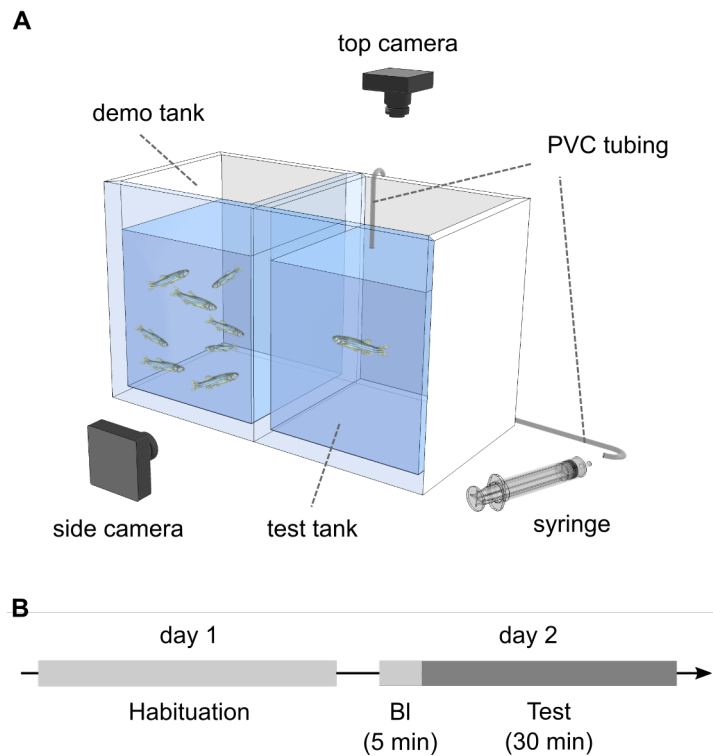 A
top camera
demo tank
PVC tubing
side camera
test tank
syringe
B
day 1
day 2
Habituation
BI
(5 min)
Test
(30 min)